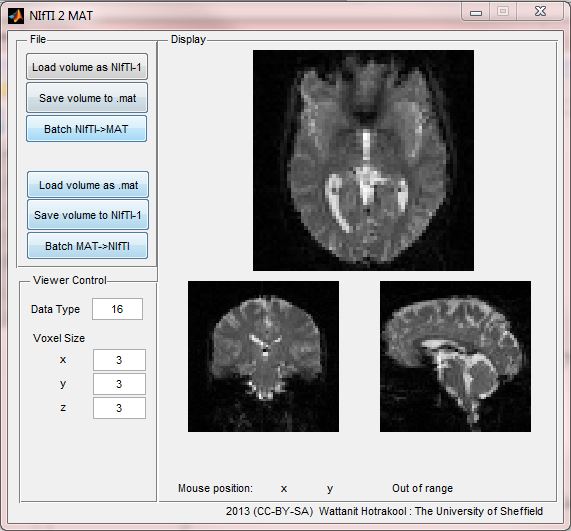 NIfTI 2 MAT
File
Load volume as NIfTI-1
Save volume to .mat
Batch NIfTI->MAT
Load volume as .mat
Save volume to NIfTI-1
Batch MAT->NIfTI
Viewer Control
Data Type 16
Voxel Size
x 3
y 3
z 3
Display
Mouse position: x y Out of range
2013 (CC-BY-SA) Wattanit Hotrakool : The University of Sheffield